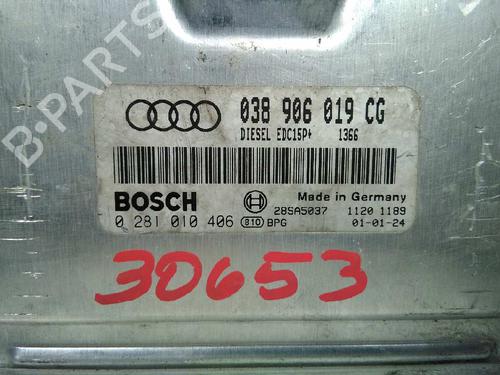 B-PARTS
038 906 019 CG
DIESEL EDC15P+ 1366
BOSCH
Made in Germany
0 281 010 406 810 BPG
28SA5037 1120 1189
01-01-24
30653